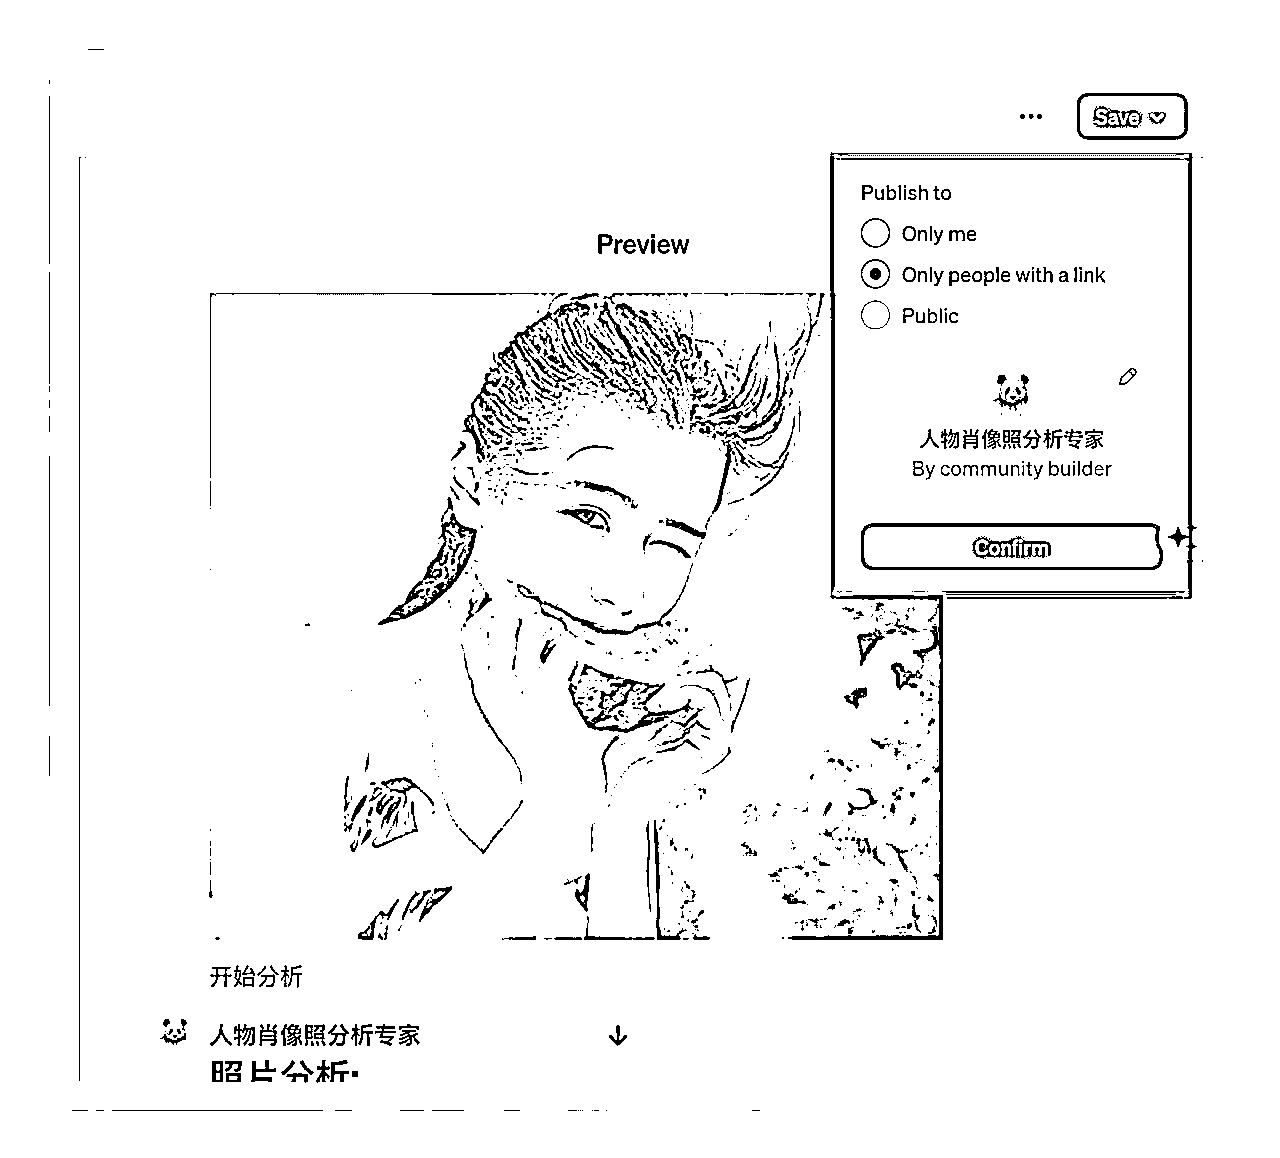 Save
Publish to
Only me
Only people with a link
Public
Preview
人物肖像照分析专家
By community builder
Confirm
开始分析
人物肖像照分析专家
照片分析: